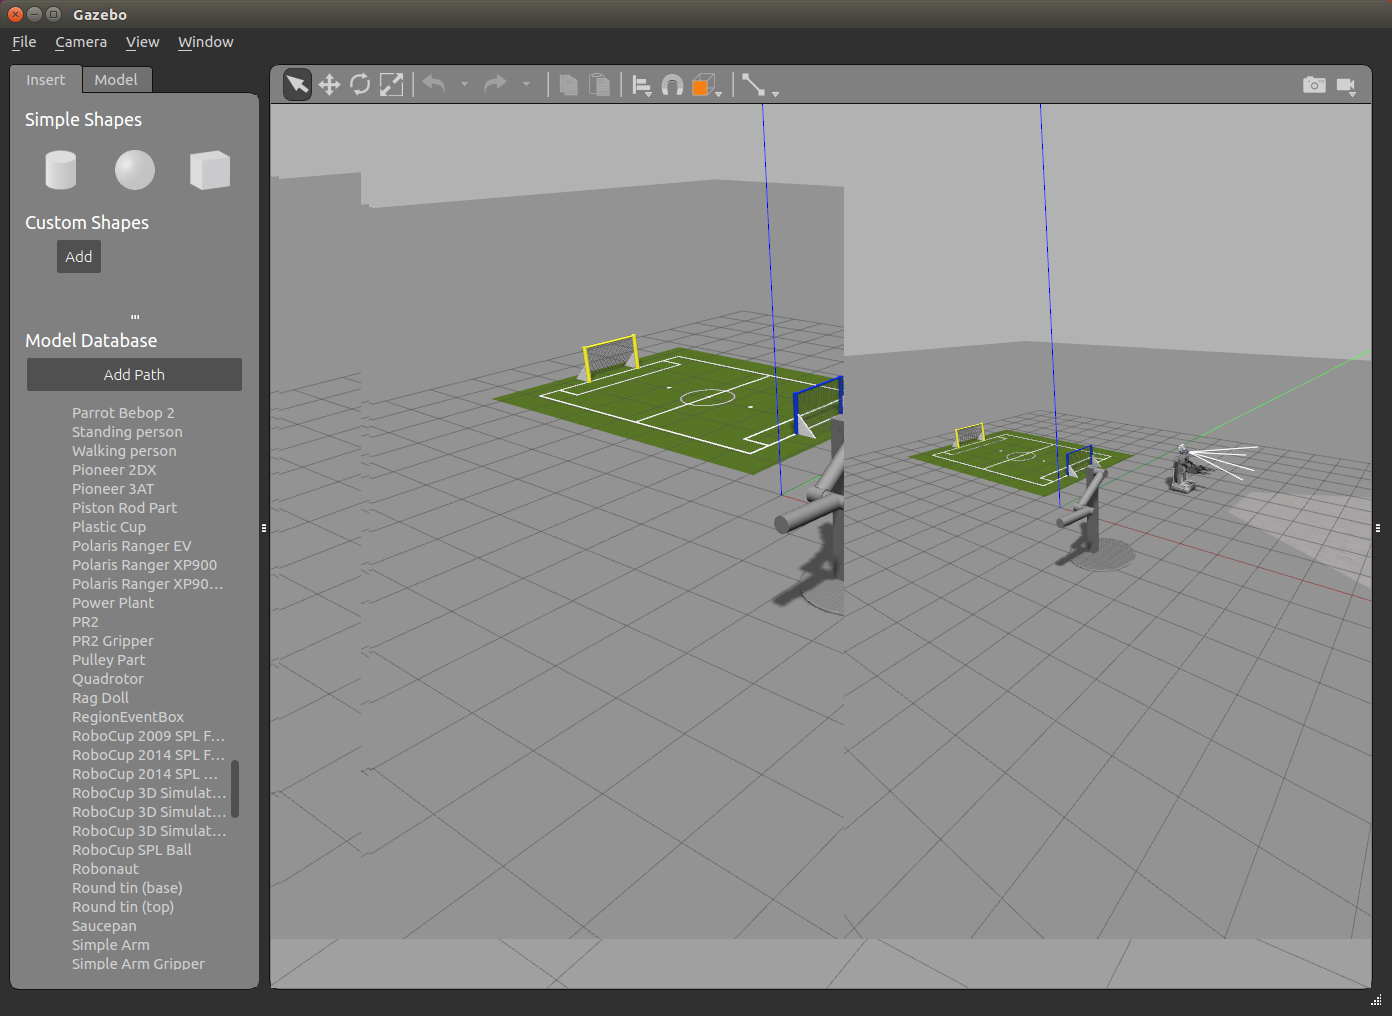 Gazebo
File Camera View Window
Insert Model
Simple Shapes
Custom Shapes
Add
Model Database
Add Path
Parrot Bebop 2
Standing person
Walking person
Pioneer 2DX
Pioneer 3AT
Piston Rod Part
Plastic Cup
Polaris Ranger EV
Polaris Ranger XP900
Polaris Ranger XP90...
Power Plant
PR2
PR2 Gripper
Pulley Part
Quadrotor
Rag Doll
RegionEventBox
RoboCup 2009 SPL F...
RoboCup 2014 SPL F...
RoboCup 2014 SPL ...
RoboCup 3D Simulat...
RoboCup 3D Simulat...
RoboCup 3D Simulat...
RoboCup SPL Ball
Robonaut
Round tin (base)
Round tin (top)
Saucepan
Simple Arm
Simple Arm Gripper